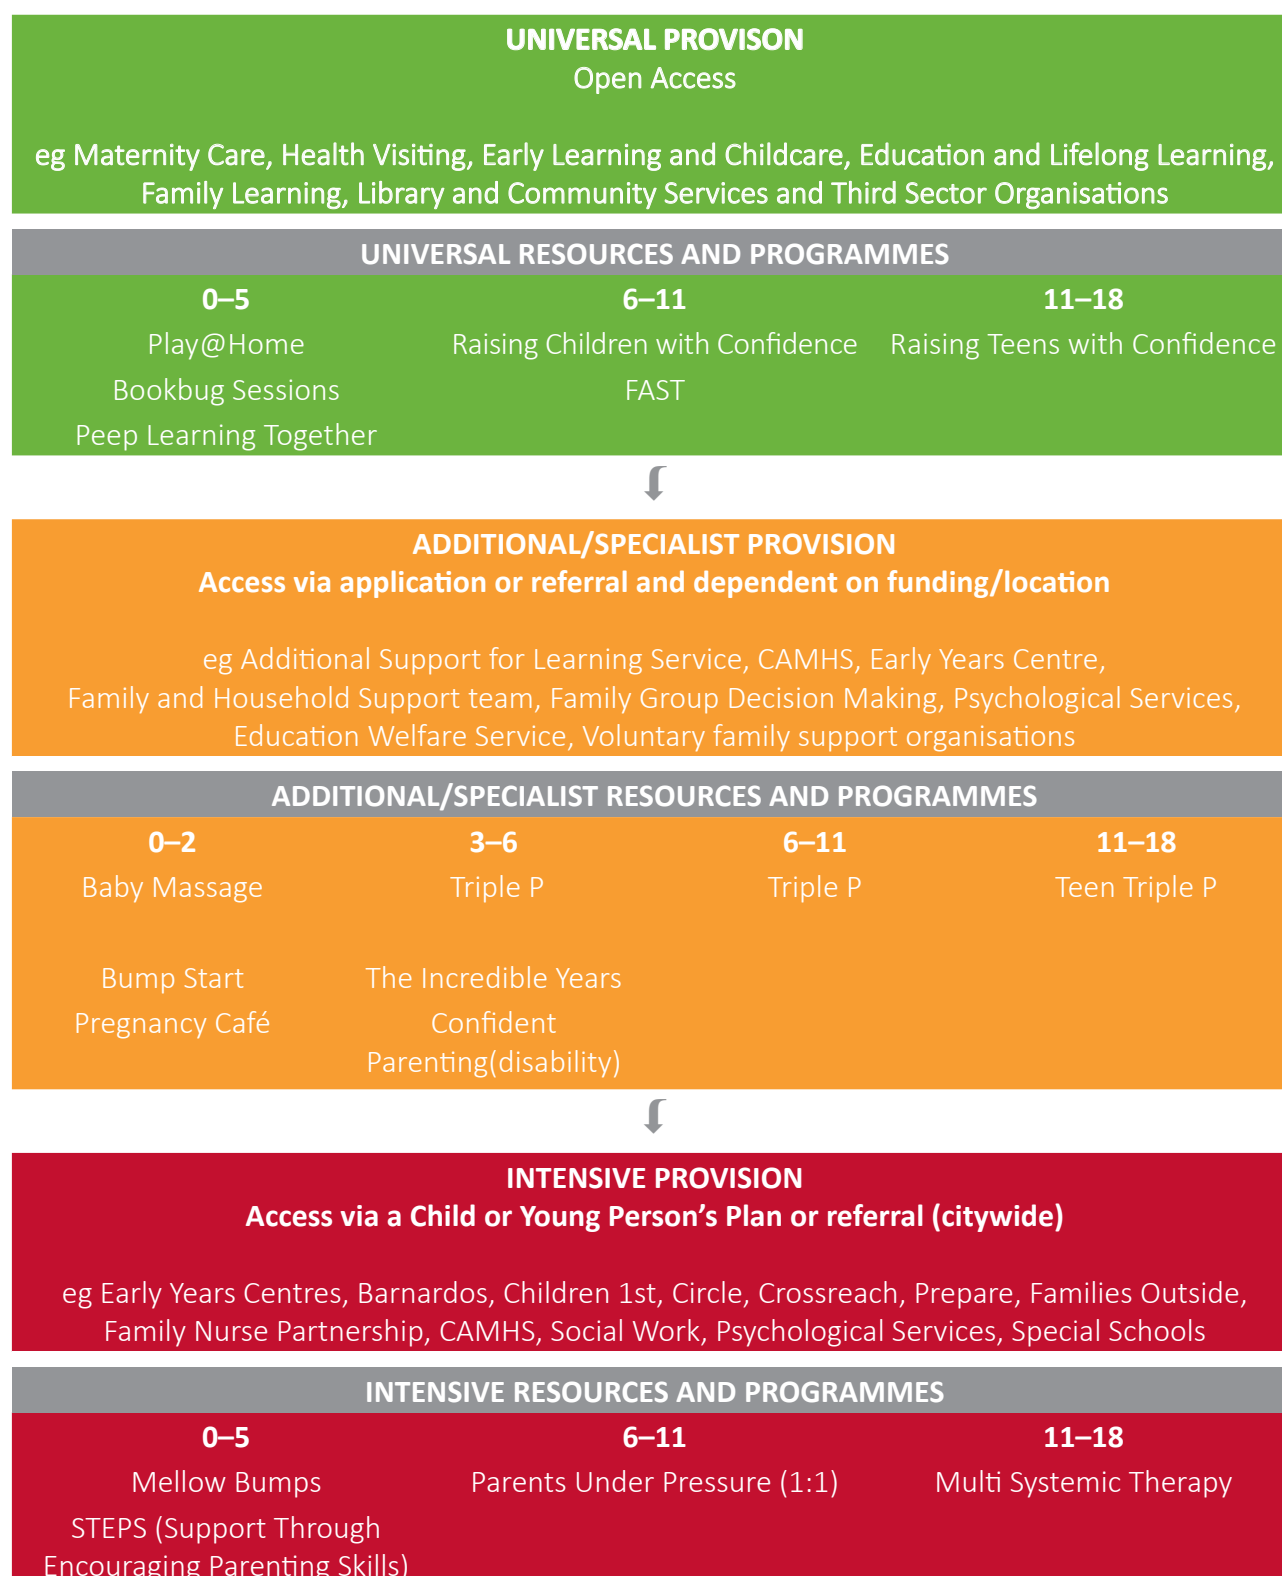 UNIVERSAL PROVISON
Open Access
eg Maternity Care, Health Visiting, Early Learning and Childcare, Education and Lifelong Learning,
Family Learning, Library and Community Services and Third Sector Organisations
UNIVERSAL RESOURCES AND PROGRAMMES
0–5 6–11 11–18
Play@Home Raising Children with Confidence Raising Teens with Confidence
Bookbug Sessions FAST
Peep Learning Together
ADDITIONAL/SPECIALIST PROVISION
Access via application or referral and dependent on funding/location
eg Additional Support for Learning Service, CAMHS, Early Years Centre,
Family and Household Support team, Family Group Decision Making, Psychological Services,
Education Welfare Service, Voluntary family support organisations
ADDITIONAL/SPECIALIST RESOURCES AND PROGRAMMES
0–2 3–6 6–11 11–18
Baby Massage Triple P Triple P Teen Triple P
Bump Start The Incredible Years
Pregnancy Café Confident
Parenting(disability)
INTENSIVE PROVISION
Access via a Child or Young Person’s Plan or referral (citywide)
eg Early Years Centres, Barnardos, Children 1st, Circle, Crossreach, Prepare, Families Outside,
Family Nurse Partnership, CAMHS, Social Work, Psychological Services, Special Schools
INTENSIVE RESOURCES AND PROGRAMMES
0–5 6–11 11–18
Mellow Bumps Parents Under Pressure (1:1) Multi Systemic Therapy
STEPS (Support Through
Encouraging Parenting Skills)